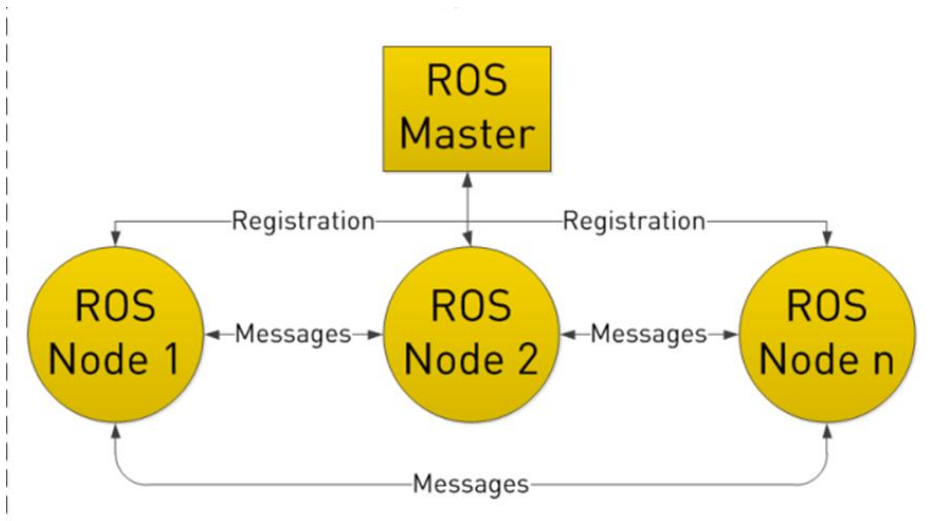 ROS
Master
Registration
Registration
ROS
Node 1
Messages
ROS
Node 2
Messages
ROS
Node n
Messages